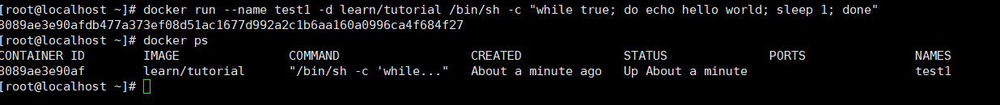 [root@localhost ~]# docker run --name test1 -d learn/tutorial /bin/sh -c "while true; do echo hello world; sleep 1; done"
8089ae3e90afdb477a373ef08d51ac1677d992a2c1b6aa160a0996ca4f684f27
[root@localhost ~]# docker ps
CONTAINER ID IMAGE COMMAND CREATED STATUS PORTS NAMES
8089ae3e90af learn/tutorial "/bin/sh -c 'while..." About a minute ago Up About a minute test1
[root@localhost ~]#